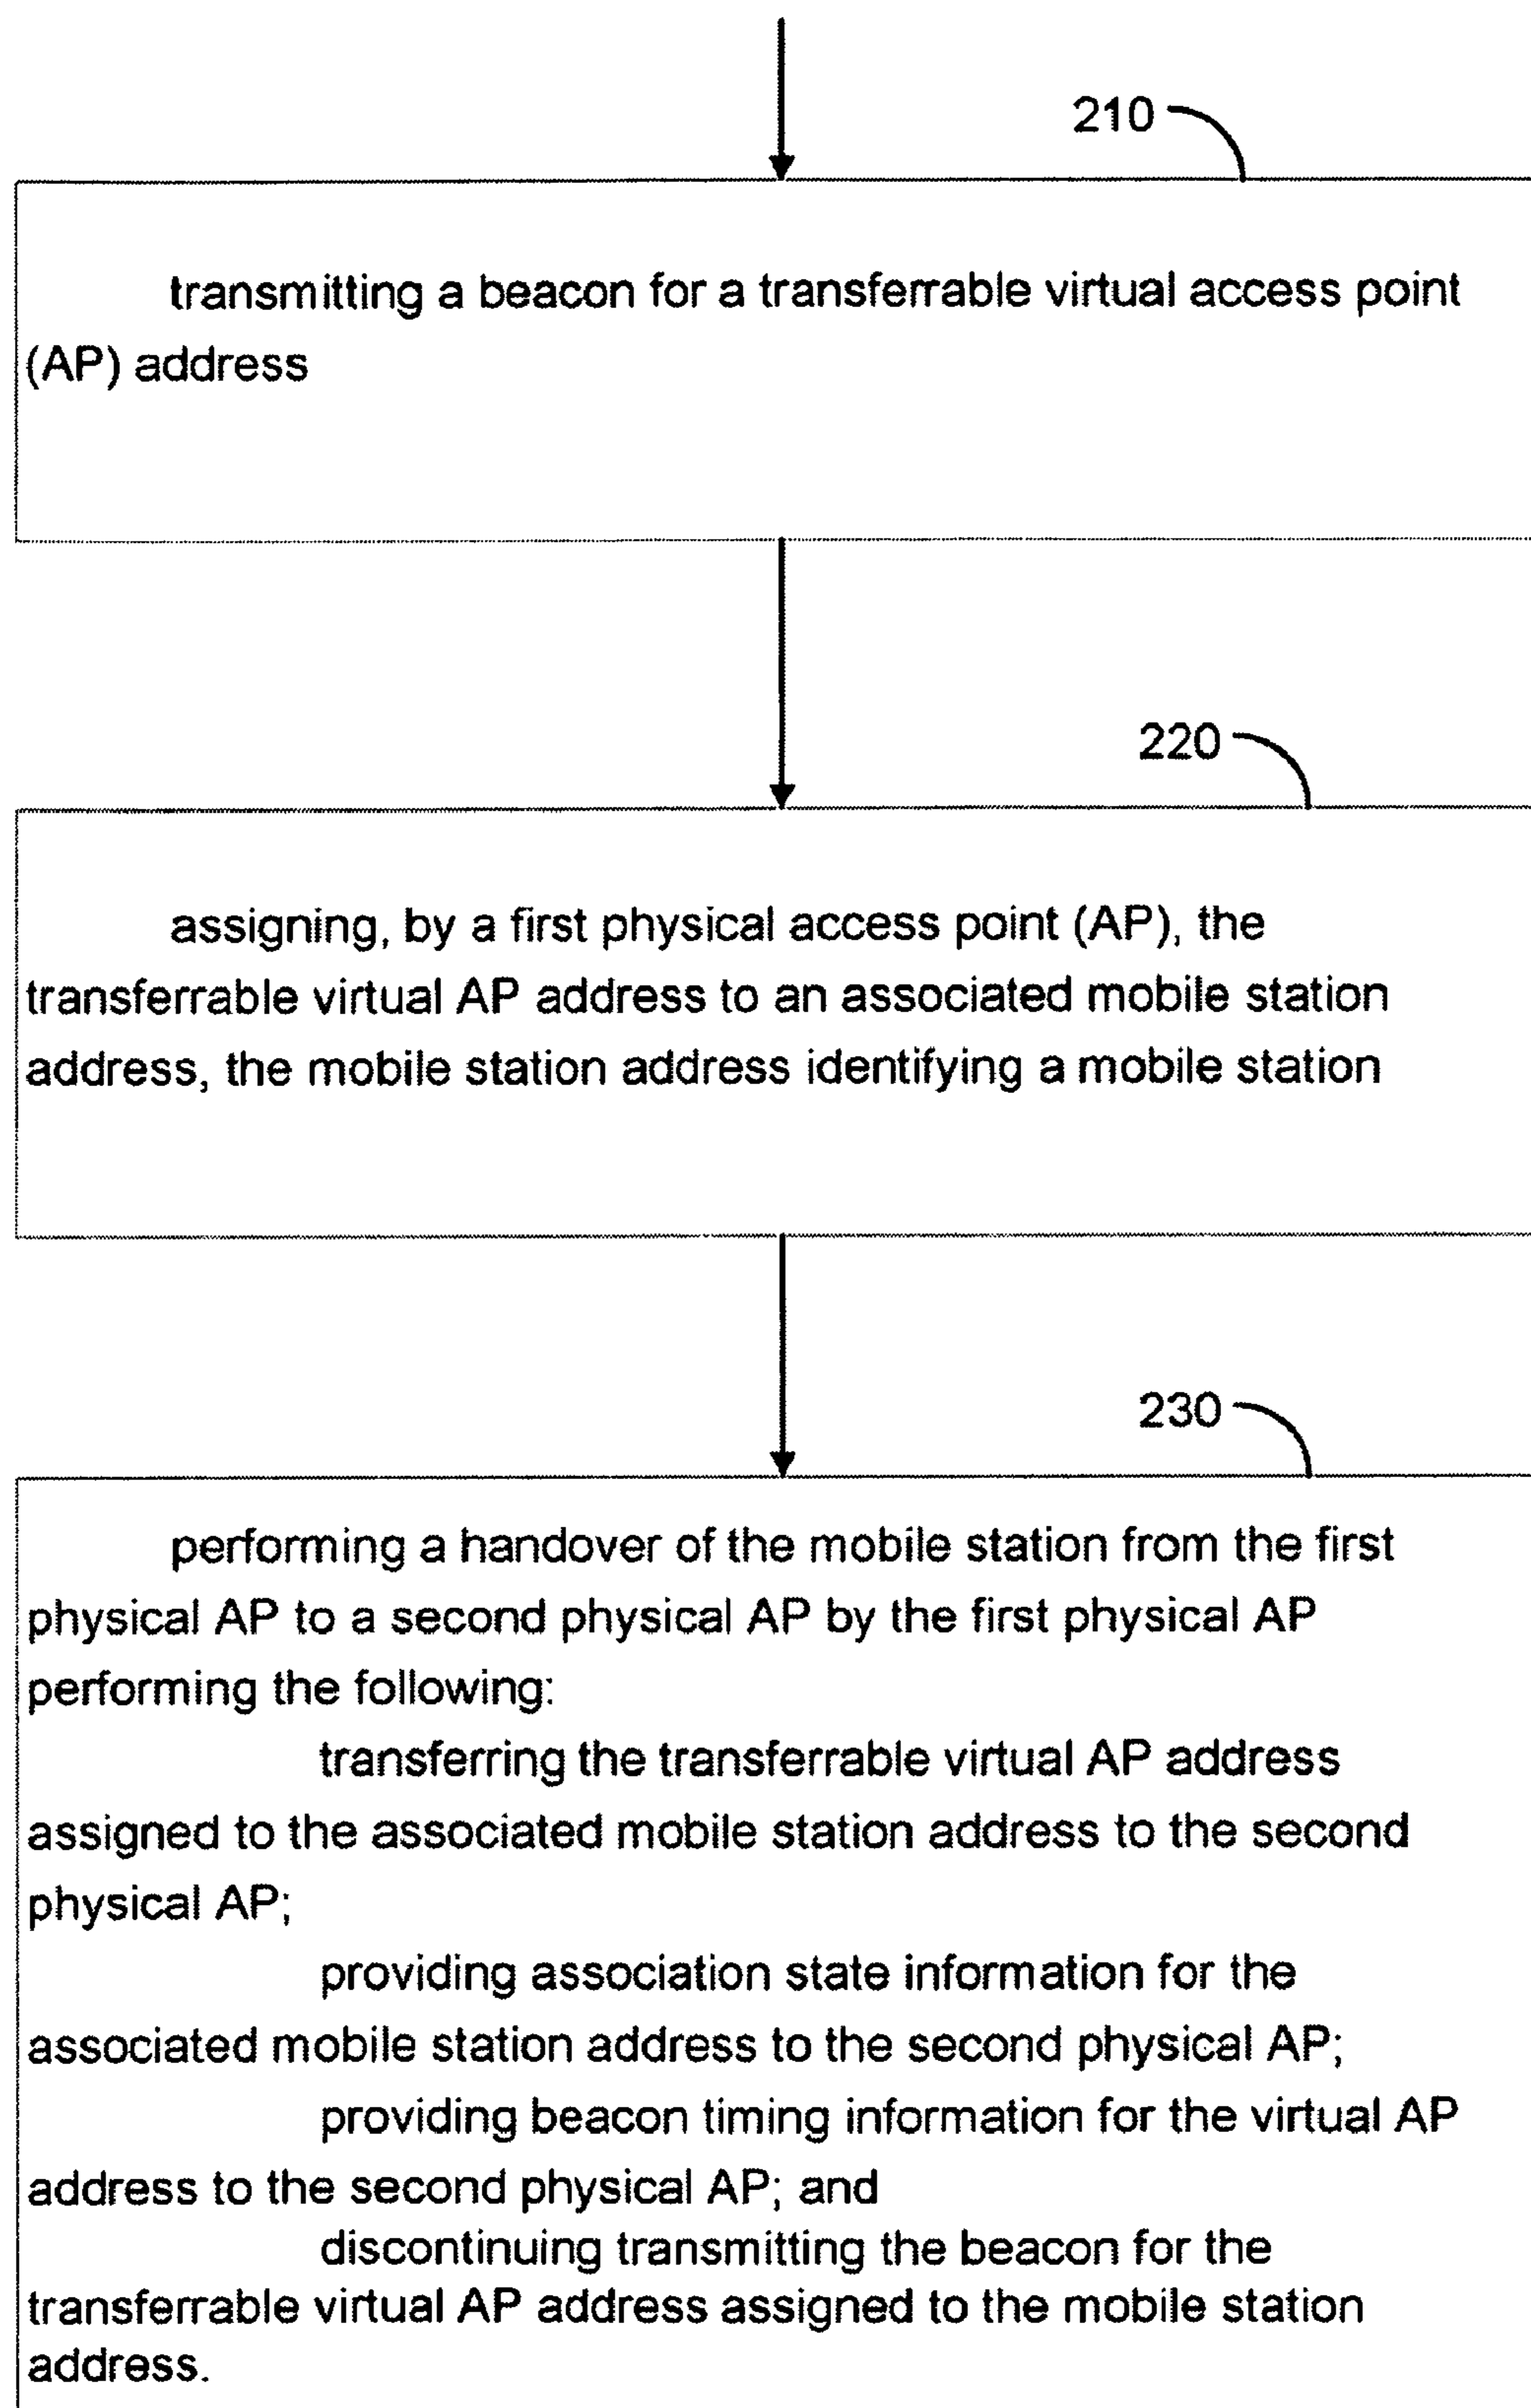 210
transmitting a beacon for a transferrable virtual access point
(AP) address
220
assigning, by a first physical access point (AP), the
transferrable virtual AP address to an associated mobile station
address, the mobile station address identifying a mobile station
230
performing a handover of the mobile station from the first
physical AP to a second physical AP by the first physical AP
performing the following:
transferring the transferrable virtual AP address
assigned to the associated mobile station address to the second
physical AP;
providing association state information for the
associated mobile station address to the second physical AP;
providing beacon timing information for the virtual AP
address to the second physical AP; and
discontinuing transmitting the beacon for the
transferrable virtual AP address assigned to the mobile station
address.